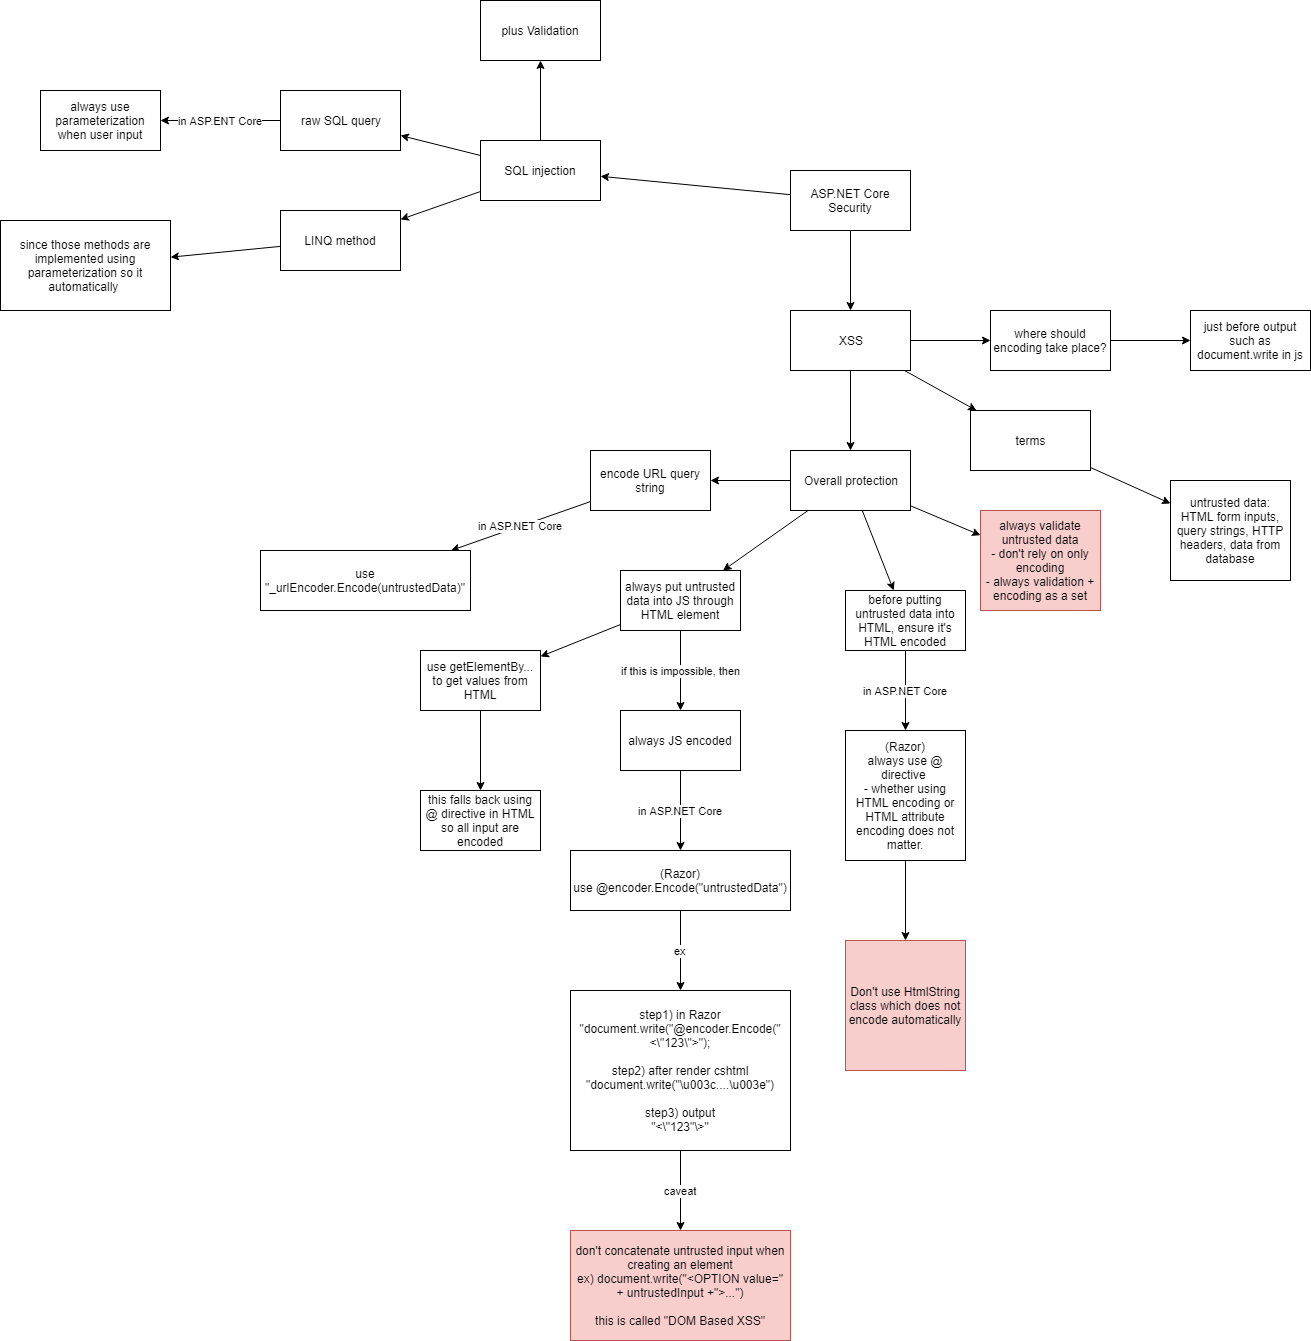 plus Validation
always use
parameterization
when user input
in ASP.ENT Core
raw SQL query
SQL injection
ASP.NET Core
Security
LINQ method
since those methods are
implemented using
parameterization so it
automatically
XSS
where should
encoding take place?
just before output
such as
document.write in js
terms
untrusted data:
HTML form inputs,
query strings, HTTP
headers, data from
database
Overall protection
encode URL query
string
in ASP.NET Core
use
"_urlEncoder.Encode(untrustedData)"
always validate
untrusted data
- don't rely on only
encoding
- always validation +
encoding as a set
always put untrusted
data into JS through
HTML element
before putting
untrusted data into
HTML, ensure it's
HTML encoded
use getElementBy...
to get values from
HTML
if this is impossible, then
in ASP.NET Core
always JS encoded
(Razor)
always use @
directive
- whether using
HTML encoding or
HTML attribute
encoding does not
matter.
this falls back using
@ directive in HTML
so all input are
encoded
in ASP.NET Core
(Razor)
use @encoder.Encode("untrustedData")
ex
Don't use HtmlString
class which does not
encode automatically
step1) in Razor
"document.write("@encoder.Encode("
<\"123\">");
step2) after render cshtml
"document.write("\u003c....\u003e")
step3) output
"<\"123"\>"
caveat
don't concatenate untrusted input when
creating an element
ex) document.write("<OPTION value="
+ untrustedInput +">...")
this is called "DOM Based XSS"